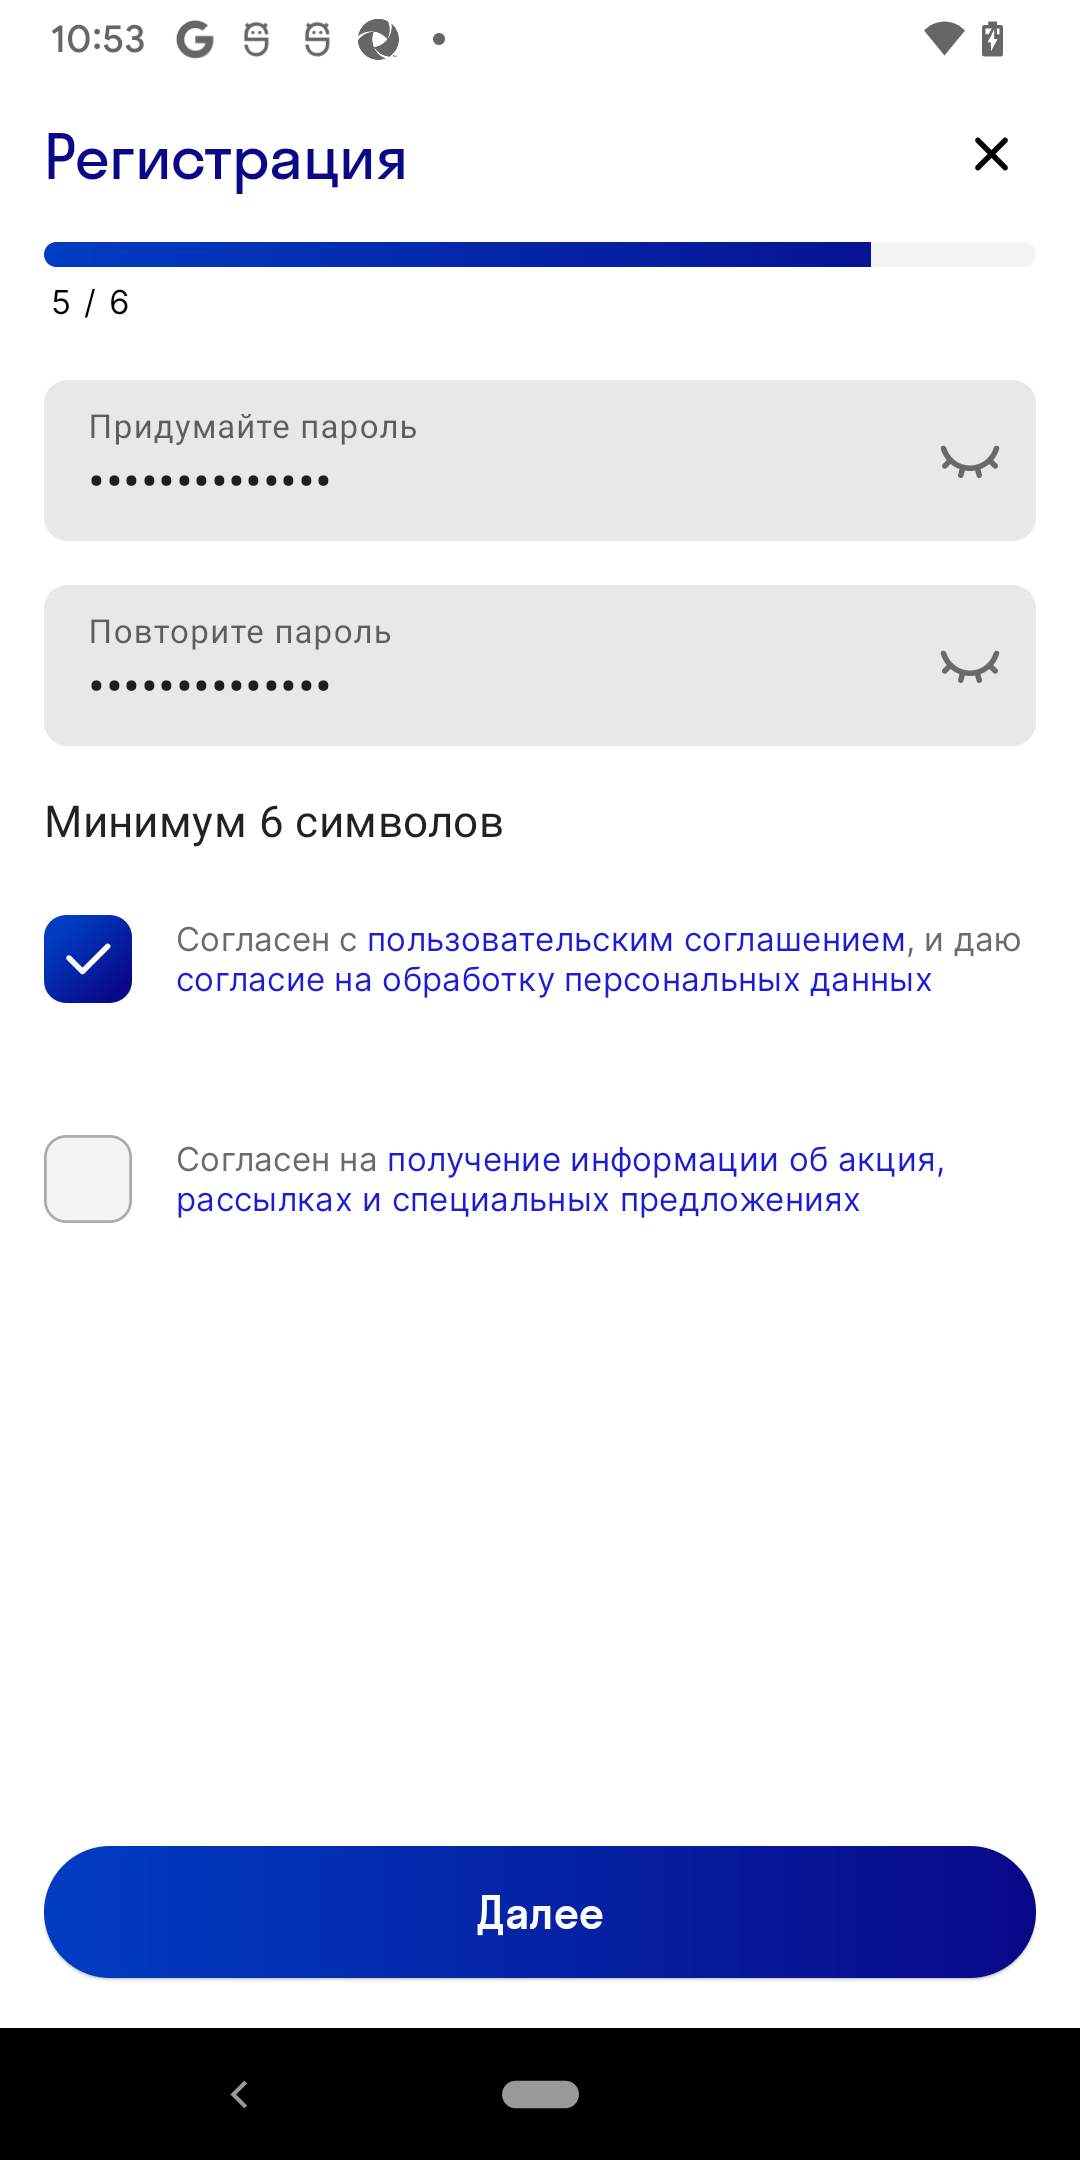 10:53
Регистрация
5 / 6
Придумайте пароль
••••••••••••••
Повторите пароль
••••••••••••••
Минимум 6 символов
Согласен с пользовательским соглашением, и даю
согласие на обработку персональных данных
Согласен на получение информации об акция,
рассылках и специальных предложениях
Далее